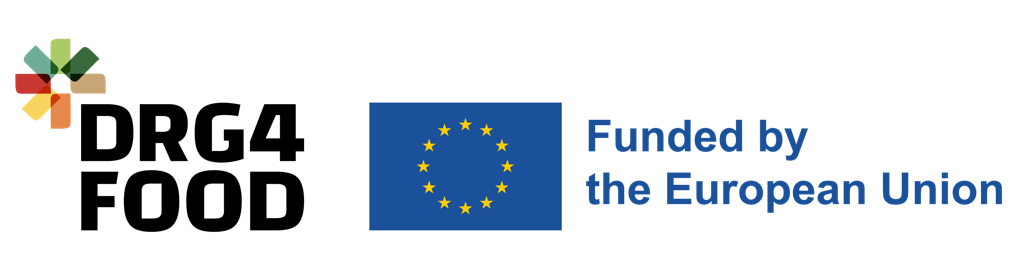 DRG4
FOOD
Funded by
the European Union